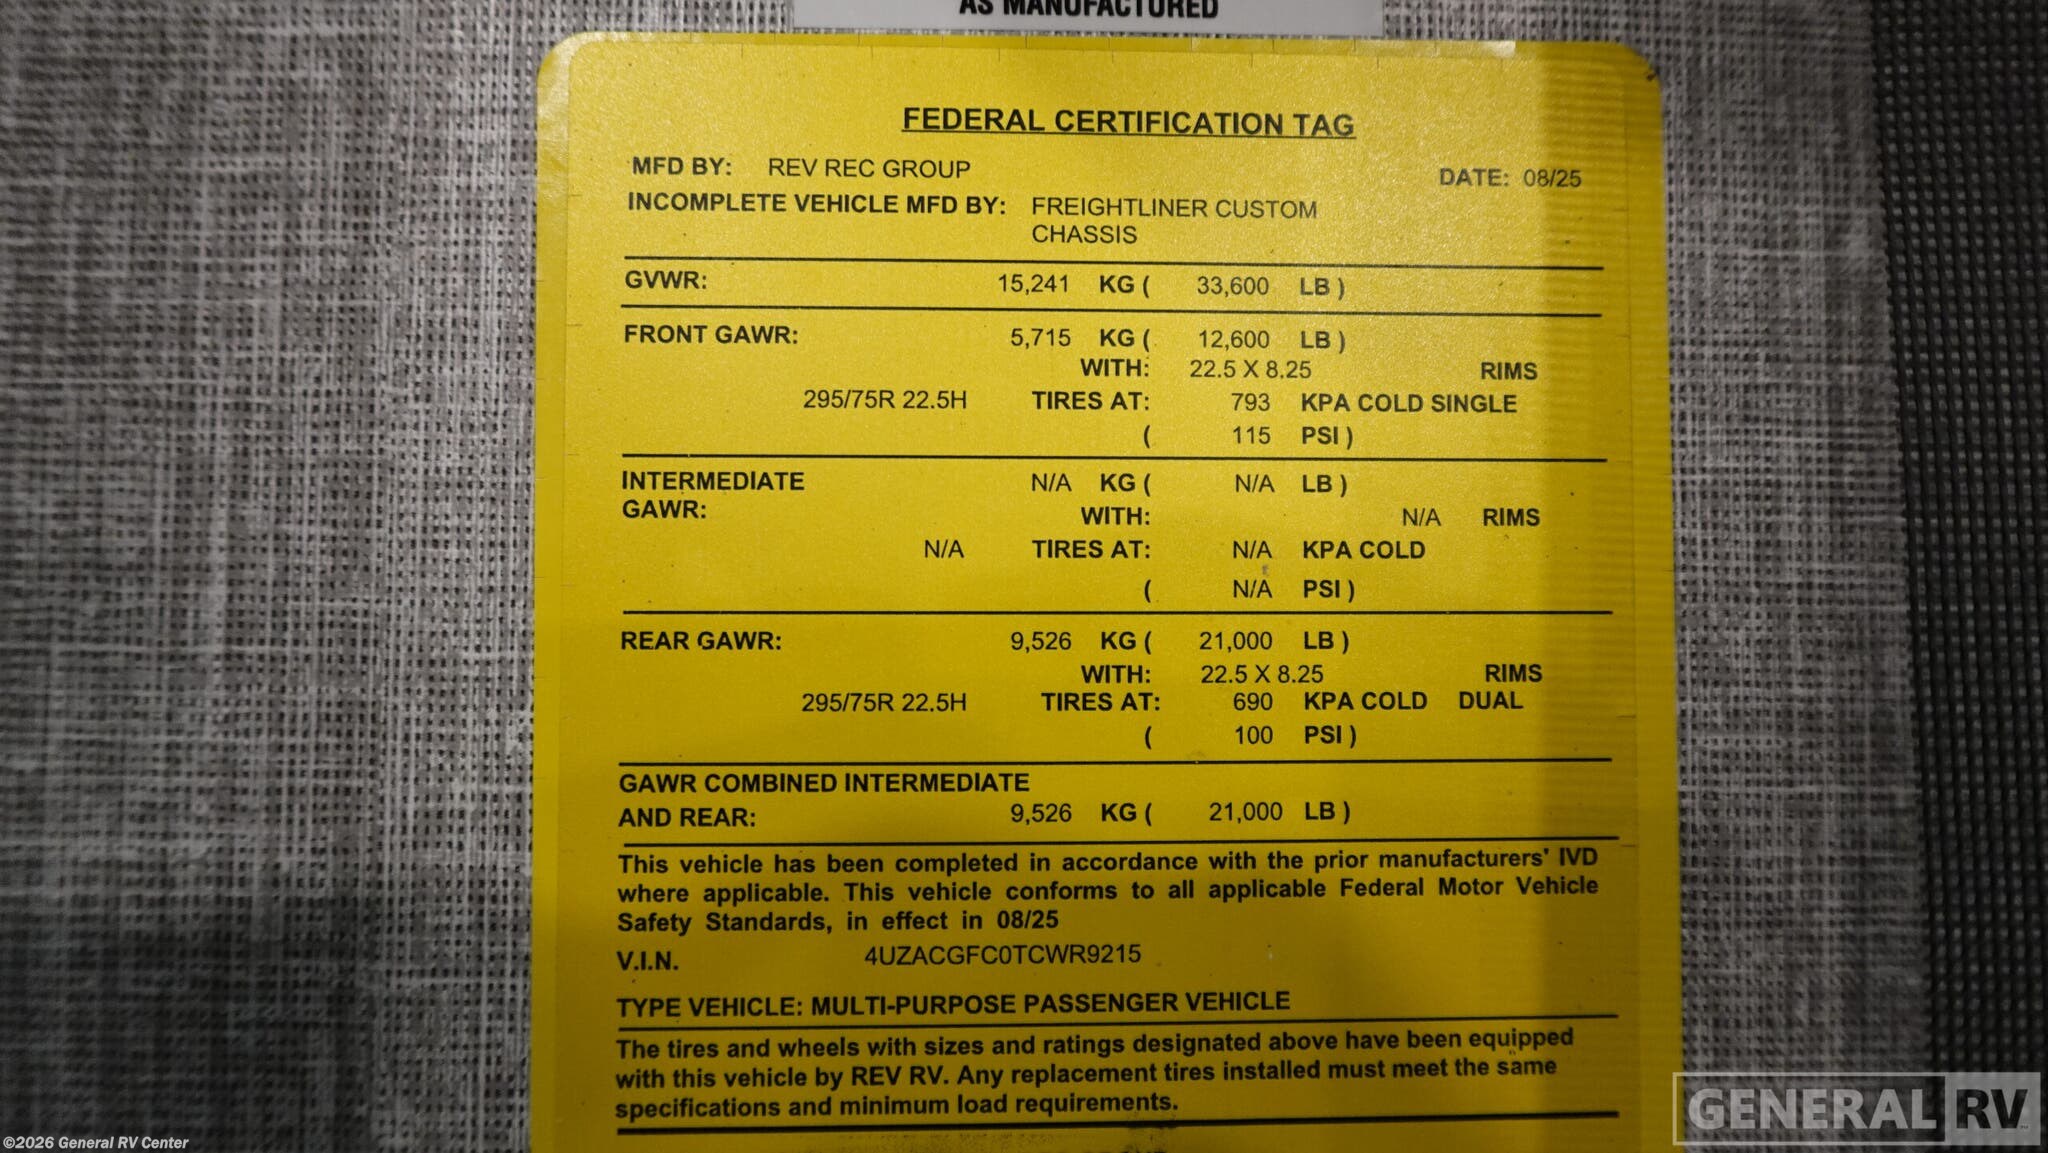 AS MANUFACTURED
FEDERAL CERTIFICATION TAG
MFD BY: REV REC GROUP DATE: 08/25
INCOMPLETE VEHICLE MFD BY: FREIGHTLINER CUSTOM
CHASSIS
GVWR: 15,241 KG ( 33,600 LB )
FRONT GAWR: 5,715 KG ( 12,600 LB )
WITH: 22.5 X 8.25 RIMS
295/75R 22.5H TIRES AT: 793 KPA COLD SINGLE
( 115 PSI )
INTERMEDIATE N/A KG ( N/A LB )
GAWR: WITH: N/A RIMS
N/A TIRES AT: N/A KPA COLD
( N/A PSI )
REAR GAWR: 9,526 KG ( 21,000 LB )
WITH: 22.5 X 8.25 RIMS
295/75R 22.5H TIRES AT: 690 KPA COLD DUAL
( 100 PSI )
GAWR COMBINED INTERMEDIATE
AND REAR: 9,526 KG ( 21,000 LB )
This vehicle has been completed in accordance with the prior manufacturers' IVD
where applicable. This vehicle conforms to all applicable Federal Motor Vehicle
Safety Standards, in effect in 08/25
V.I.N. 4UZACGFC0TCWR9215
TYPE VEHICLE: MULTI-PURPOSE PASSENGER VEHICLE
The tires and wheels with sizes and ratings designated above have been equipped
with this vehicle by REV RV. Any replacement tires installed must meet the same
specifications and minimum load requirements.
GENERAL RV
©2026 General RV Center